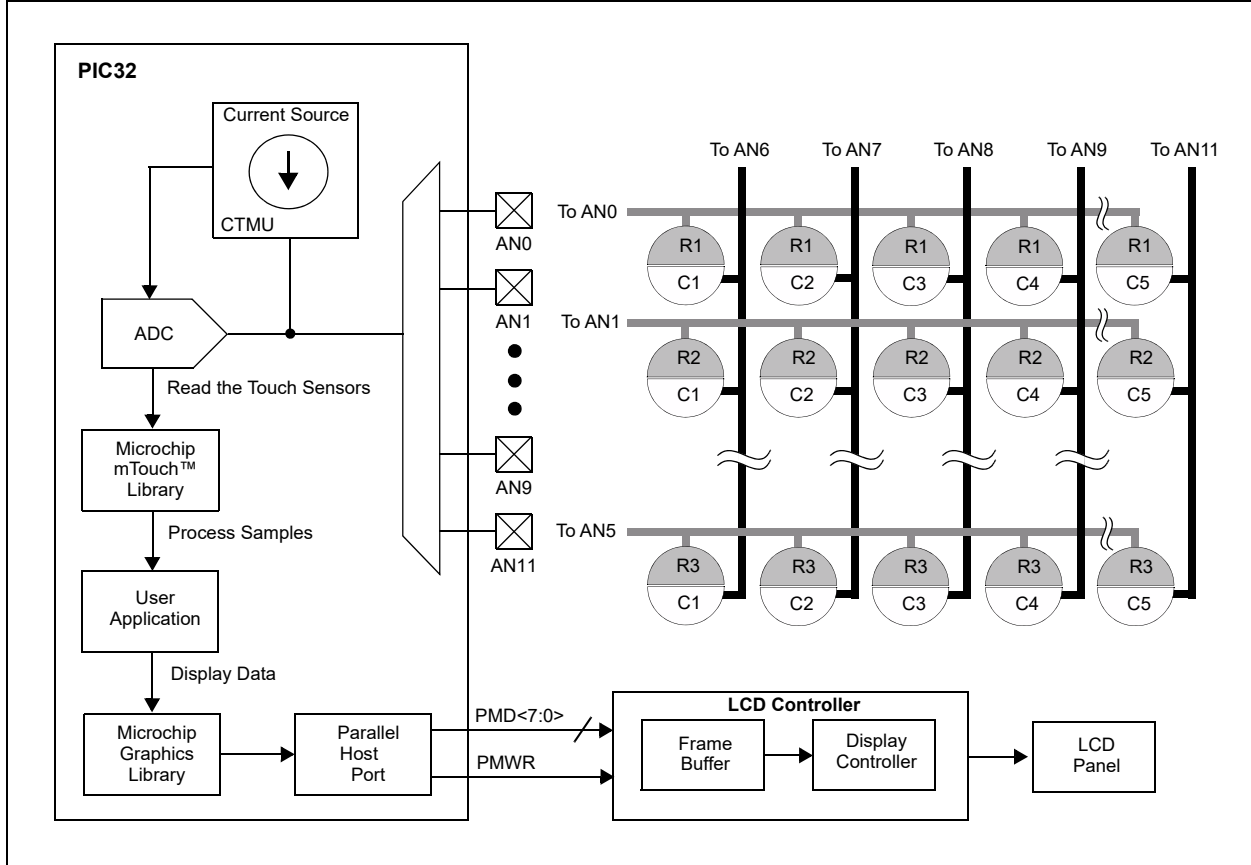 PIC32
Current Source
CTMU
ADC
Read the Touch Sensors
Microchip
mTouch™
Library
Process Samples
User
Application
Display Data
Microchip
Graphics
Library
Parallel
Host
Port
AN0
AN1
AN9
AN11
To AN6 To AN7 To AN8 To AN9 To AN11
To AN0
R1 R1 R1 R1 R1
C1 C2 C3 C4 C5
To AN1
R2 R2 R2 R2 R2
C1 C2 C3 C4 C5
To AN5
R3 R3 R3 R3 R3
C1 C2 C3 C4 C5
PMD<7:0>
PMWR
LCD Controller
Frame
Buffer
Display
Controller
LCD
Panel